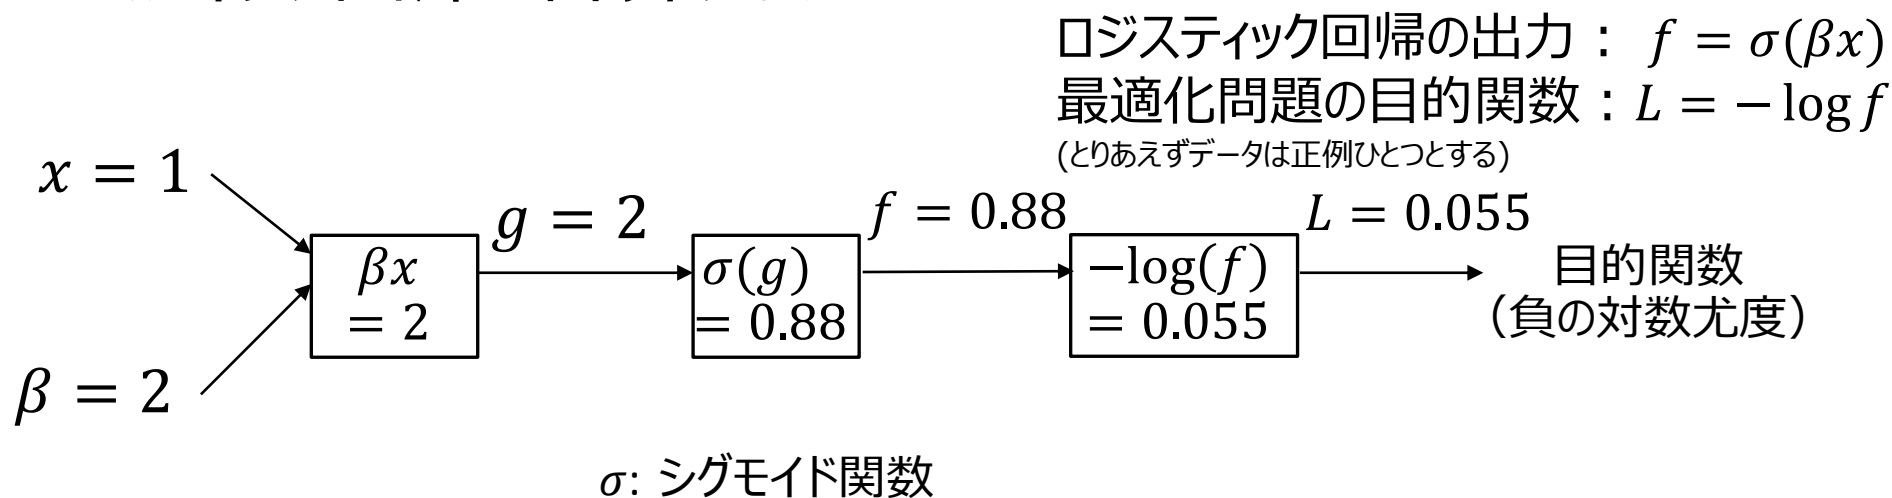 ロジスティック回帰の出力： f = σ(βx)
最適化問題の目的関数：L = − log f
(とりあえずデータは正例ひとつとする)
x = 1
β = 2
βx
= 2
g = 2
σ(g)
= 0.88
f = 0.88
−log(f)
= 0.055
L = 0.055
目的関数
（負の対数尤度）
σ: シグモイド関数